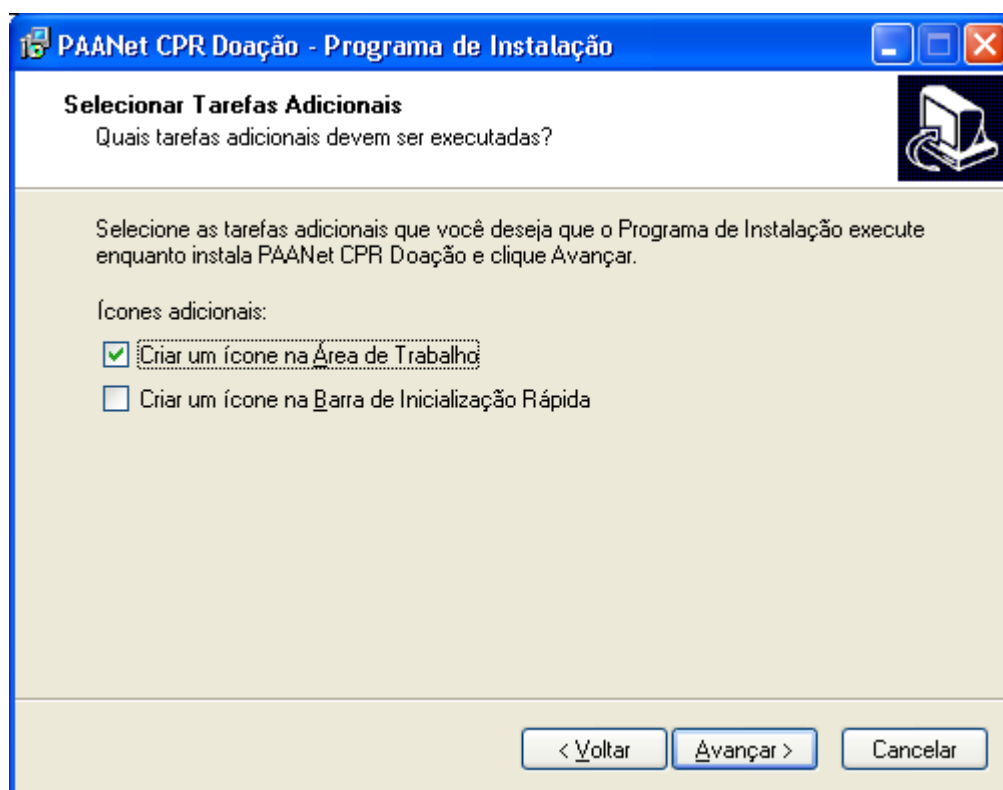 PAANet CPR Doação - Programa de Instalação
Selecionar Tarefas Adicionais
Quais tarefas adicionais devem ser executadas?
Selecione as tarefas adicionais que você deseja que o Programa de Instalação execute
enquanto instala PAANet CPR Doação e clique Avançar.
Ícones adicionais:
Criar um ícone na Área de Trabalho
Criar um ícone na Barra de Inicialização Rápida
< Voltar
Avançar >
Cancelar